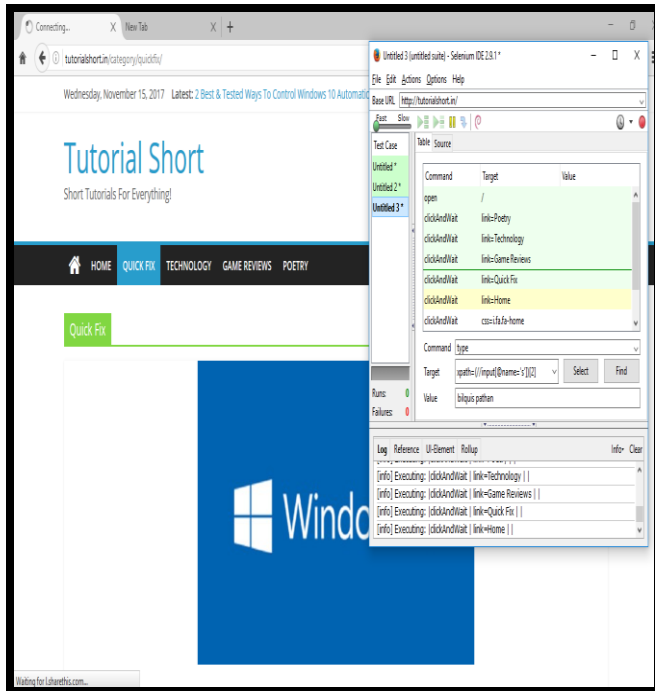 Connecting...
New Tab
tutorialshort.in/category/quickfix/
Wednesday, November 15, 2017 Latest: 2 Best & Tested Ways To Control Windows 10 Automatic
Tutorial Short
Short Tutorials For Everything!
HOME QUICK FIX TECHNOLOGY GAME REVIEWS POETRY
Quick Fix
Windo
Waiting for l.sharethis.com...
Untitled 3 (untitled suite) - Selenium IDE 2.9.1 *
File Edit Actions Options Help
Base URL http://tutorialshort.in/
Fast Slow
Test Case
Untitled *
Untitled 2 *
Untitled 3 *
Table Source
Command Target Value
open /
clickAndWait link=Poetry
clickAndWait link=Technology
clickAndWait link=Game Reviews
clickAndWait link=Quick Fix
clickAndWait link=Home
clickAndWait css=i.fa.fa-home
Command type
Target xpath=(//input[@name='s'])[2] Select Find
Value bilquis pathan
Runs: 0
Failures: 0
Log Reference UI-Element Rollup Info Clear
[info] Executing: |clickAndWait | link=Technology | |
[info] Executing: |clickAndWait | link=Game Reviews | |
[info] Executing: |clickAndWait | link=Quick Fix | |
[info] Executing: |clickAndWait | link=Home | |